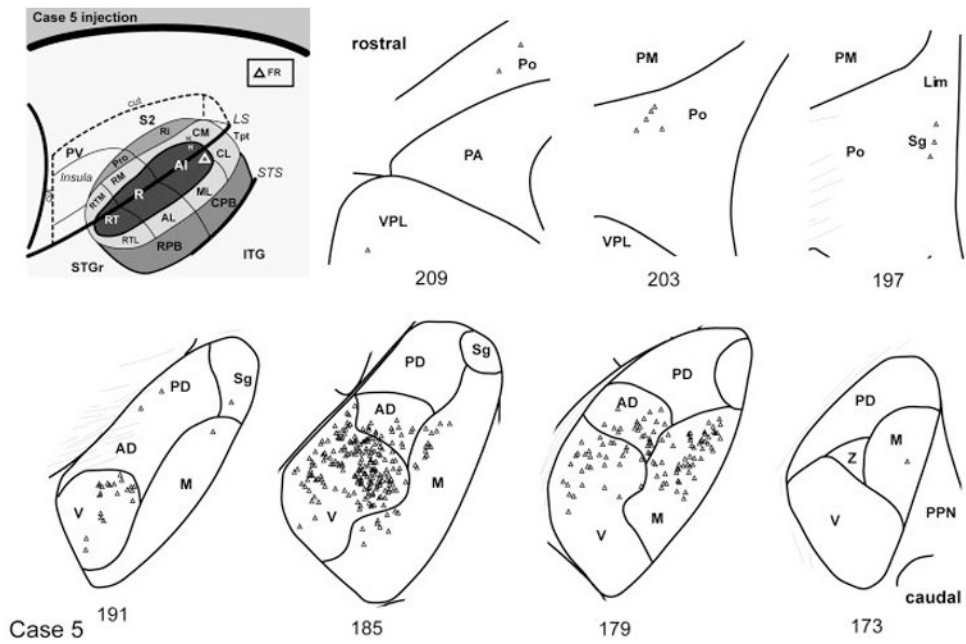 Case 5 injection
FR
cut
S2
LS
Ri
CM
Tpt
PV
Pro
AI
CL
STS
Insula
RM
R
ML
CPB
RTM
RT
AL
RTL
RPB
ITG
STGr
rostral
Po
PA
VPL
209
PM
Po
VPL
203
PM
Lim
Po
Sg
197
PD
Sg
AD
M
V
191
PD
Sg
AD
M
V
185
PD
AD
V
M
179
PD
Z
M
V
PPN
caudal
173
Case 5